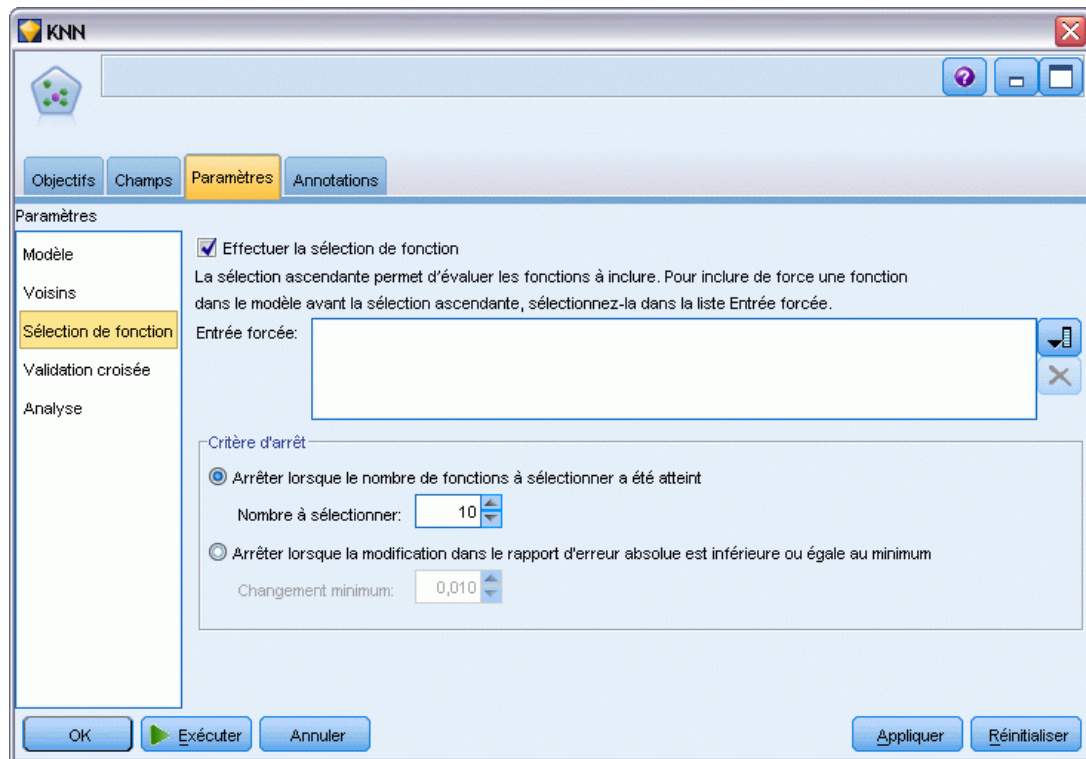 KNN
Objectifs
Champs
Paramètres
Annotations
Paramètres
Modèle
Voisins
Sélection de fonction
Validation croisée
Analyse
Effectuer la sélection de fonction
La sélection ascendante permet d'évaluer les fonctions à inclure. Pour inclure de force une fonction
dans le modèle avant la sélection ascendante, sélectionnez-la dans la liste Entrée forcée.
Entrée forcée:
Critère d'arrêt
Arrêter lorsque le nombre de fonctions à sélectionner a été atteint
Nombre à sélectionner: 10
Arrêter lorsque la modification dans le rapport d'erreur absolue est inférieure ou égale au minimum
Changement minimum: 0,010
OK
Exécuter
Annuler
Appliquer
Réinitialiser